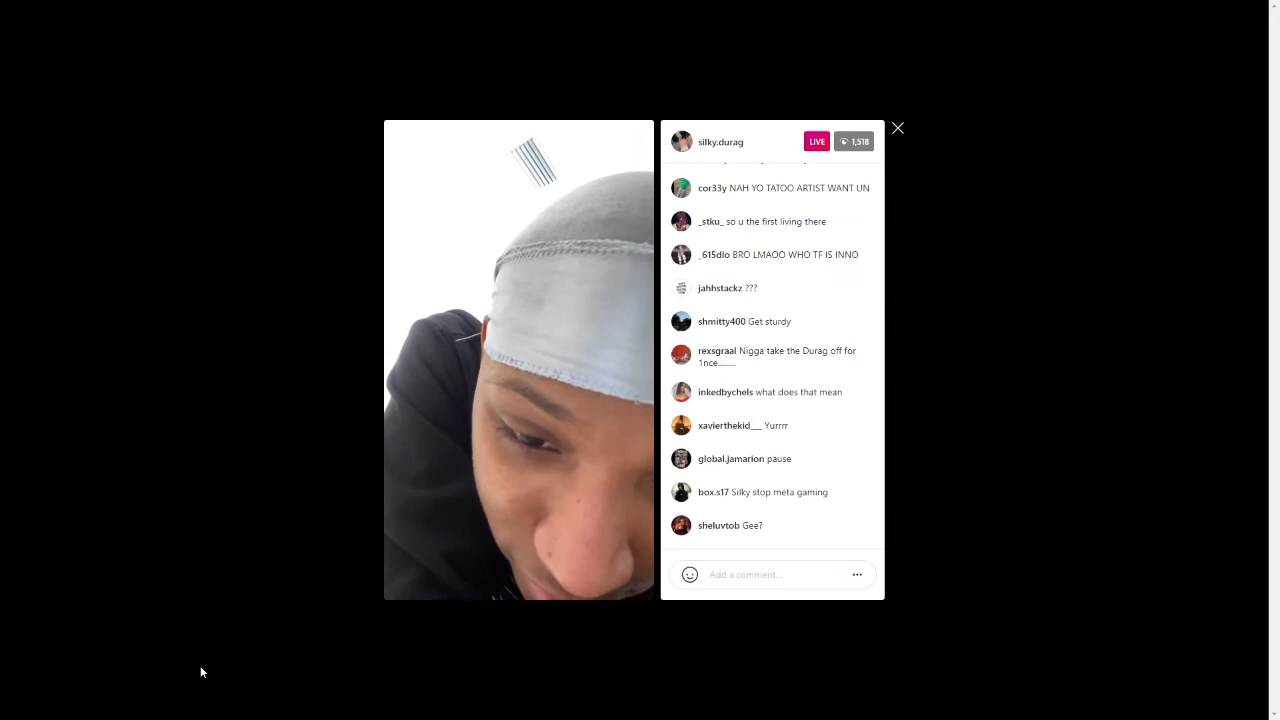 silky.durag LIVE 1,518
cor33y NAH YO TATOO ARTIST WANT UN
_stku_ so u the first living there
_615dlo BRO LMAOO WHO TF IS INNO
jahhstackz ???
shmitty400 Get sturdy
rexsgraal Nigga take the Durag off for
1nce.........
inkedbychels what does that mean
xavierthekid__ Yurrrr
global.jamarion pause
box.s17 Silky stop meta gaming
sheluvtob Gee?
Add a comment...